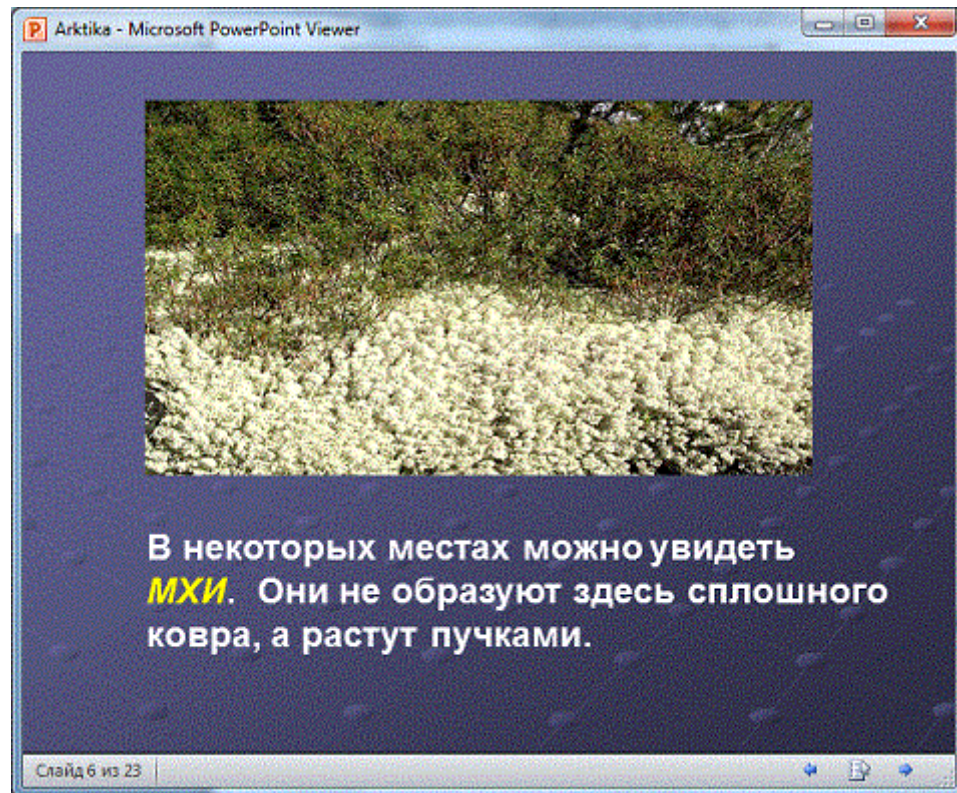 Arktika - Microsoft PowerPoint Viewer
В некоторых местах можно увидеть
МХИ. Они не образуют здесь сплошного
ковра, а растут пучками.
Слайд 6 из 23